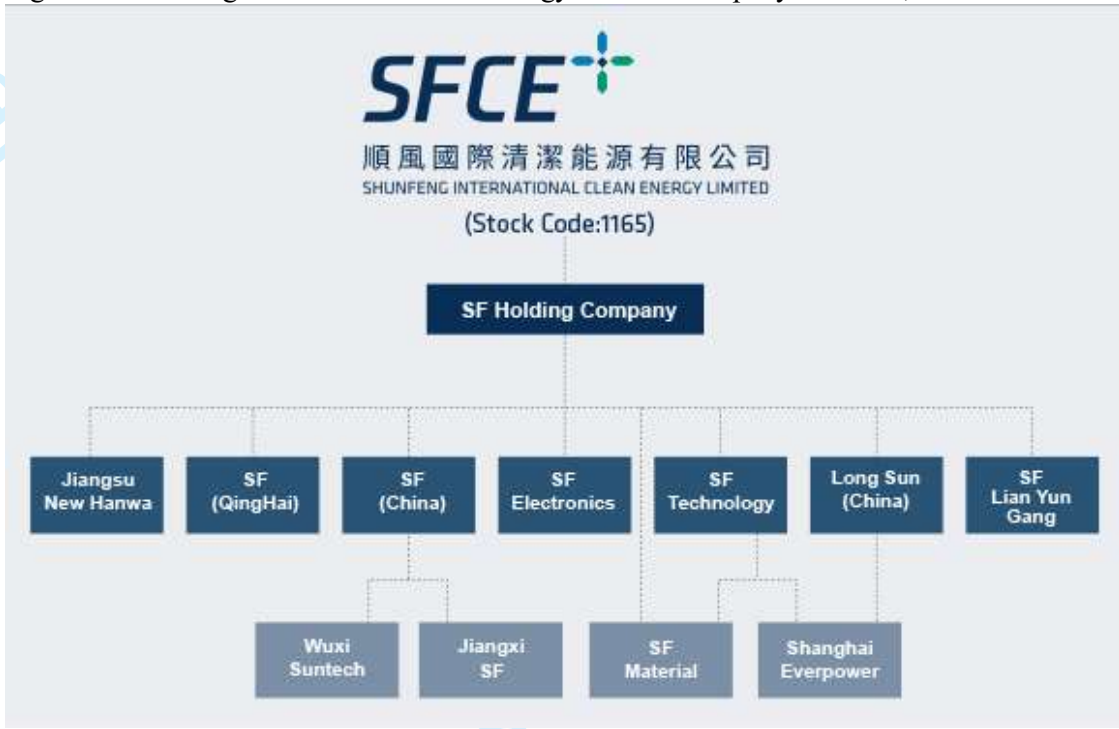 SFCE
順風國際清潔能源有限公司
SHUNFENG INTERNATIONAL CLEAN ENERGY LIMITED
(Stock Code:1165)
SF Holding Company
Jiangsu
New Hanwa
SF
(QingHai)
SF
(China)
SF
Electronics
SF
Technology
Long Sun
(China)
SF
Lian Yun
Gang
Wuxi
Suntech
Jiangxi
SF
SF
Material
Shanghai
Everpower